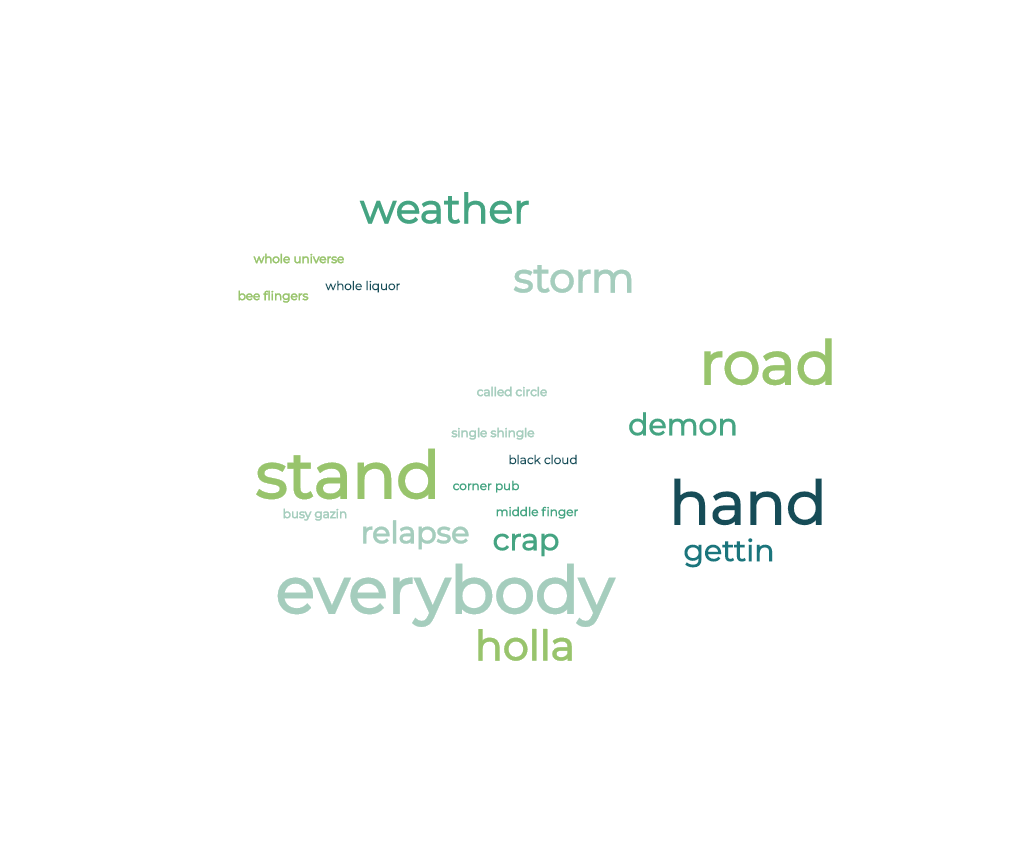 weather
whole universe
storm
whole liquor
bee flingers
road
called circle
demon
single shingle
black cloud
stand
corner pub
hand
middle finger
busy gazin
relapse
crap
gettin
everybody
holla